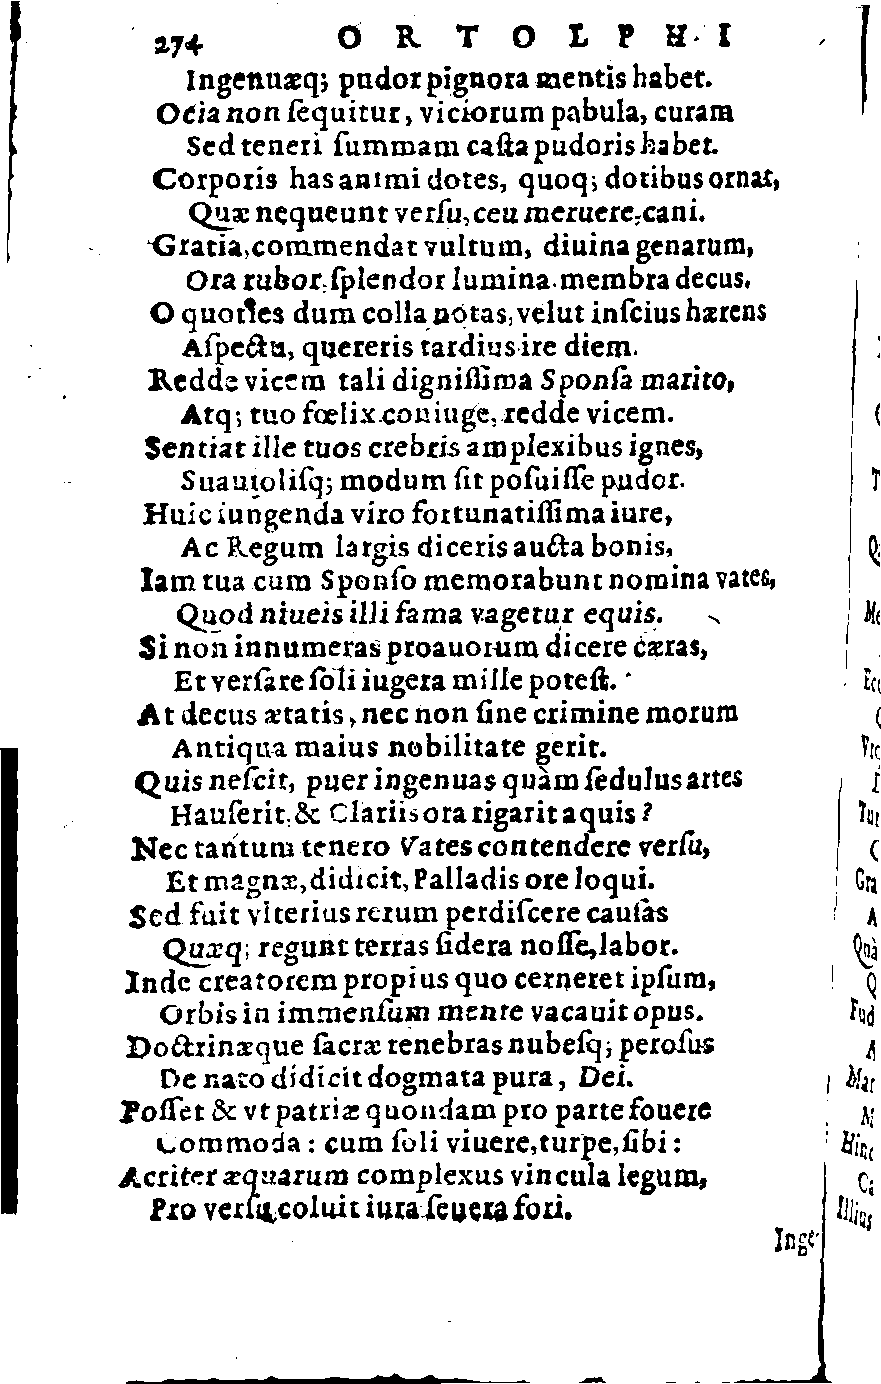 274 ORTOLPHI
Ingenuæq; pudor pignora mentis habet.
Otia non ſequitur, viciorum pabula, curam
Sed teneri ſummam caſta pudoris habet.
Corporis has animi dotes, quoq; dotibus ornat,
Quæ nequeunt verſu, ceu meruere, cani.
Gratia, commendat vultum, diuina genarum,
Ora rubor, ſplendor lumina. membra decus.
O quoties dum colla notas, velut inſcius hærens
Aſpectu, quereris tardius ire diem.
Redde vicem tali digniſſima Sponſa marito,
Atq; tuo fœlix coniuge, redde vicem.
Sentiat ille tuos crebris amplexibus ignes,
Suauioliſq; modum ſit poſuiſſe pudor.
Huic iungenda viro fortunatiſſima iure,
Ac Regum largis diceris aucta bonis,
Iam tua cum Sponſo memorabunt nomina vates,
Quod niueis illi fama vagetur equis.
Si non innumeras proauorum dicere cæras,
Et verſare ſoli iugera mille poteſt.
At decus ætatis, nec non ſine crimine morum
Antiqua maius nobilitate gerit.
Quis neſcit, puer ingenuas quàm ſedulus artes
Hauſerit, & Clariis ora rigarit aquis?
Nec tantum tenero Vates contendere verſu,
Et magnæ, didicit, Palladis ore loqui.
Sed fuit vlterius rerum perdiſcere cauſas
Quæq; regunt terras ſidera noſſe, labor.
Inde creatorem propius quo cerneret ipſum,
Orbis in immenſum mente vacauit opus.
Doctrinæque ſacræ tenebras nubeſq; peroſus
De nato didicit dogmata pura, Dei.
Poſſet & vt patriæ quondam pro parte fouere
Commoda: cum ſoli viuere, turpe, ſibi:
Acriter æquarum complexus vincula legum,
Pro verſu, coluit iura ſeuera fori.
Inge-